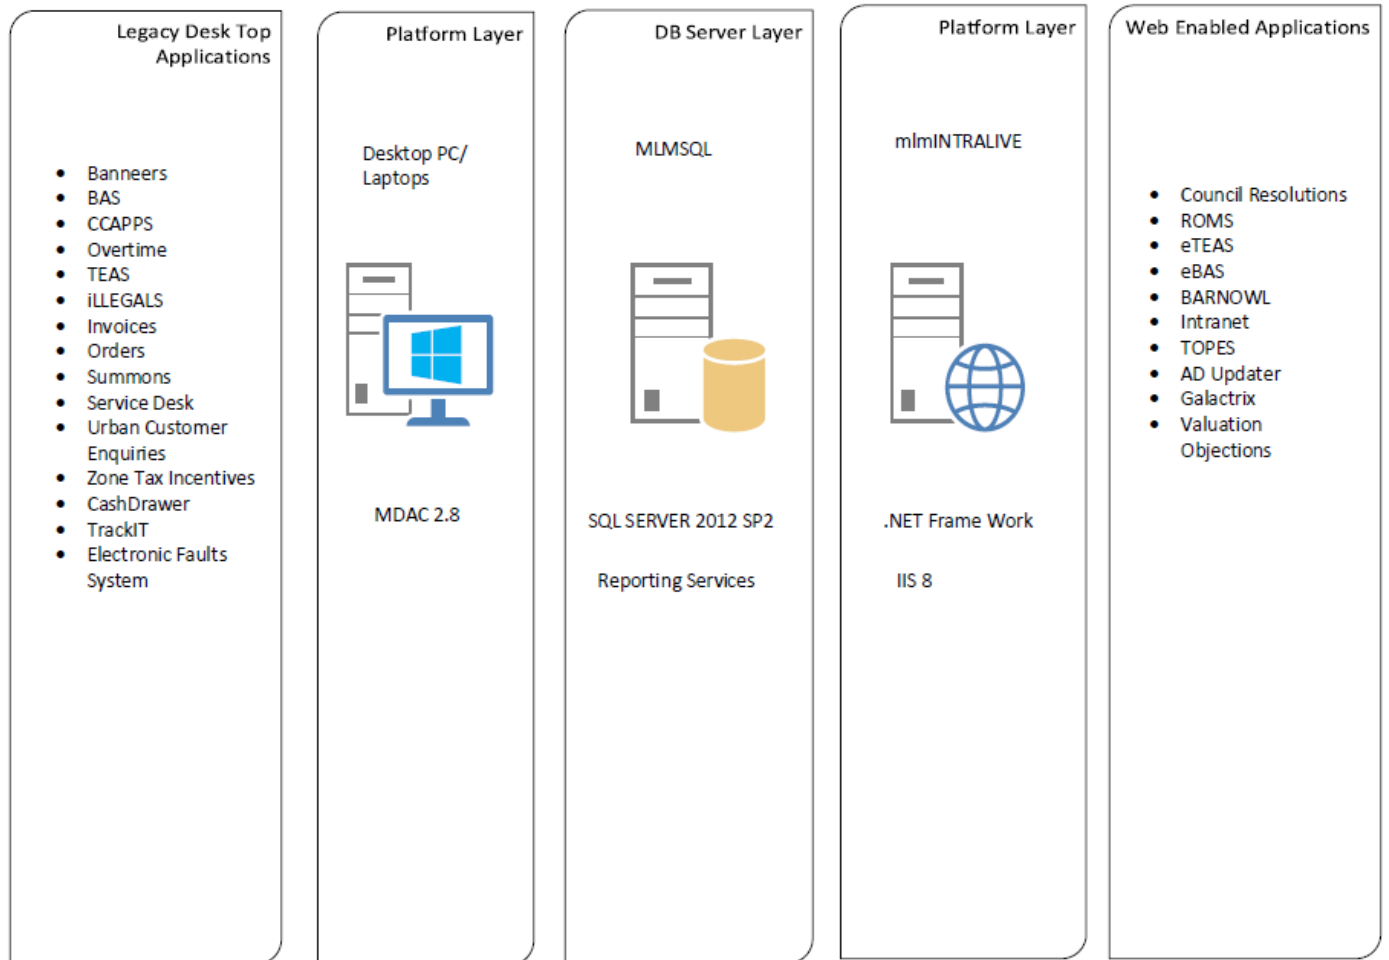 Legacy Desk Top
Applications
Banneers
BAS
CCAPPS
Overtime
TEAS
iLLEGALS
Invoices
Orders
Summons
Service Desk
Urban Customer
Enquiries
Zone Tax Incentives
CashDrawer
TrackIT
Electronic Faults
System
Platform Layer
Desktop PC/
Laptops
MDAC 2.8
DB Server Layer
MLMSQL
SQL SERVER 2012 SP2
Reporting Services
Platform Layer
mlmINTRALIVE
.NET Frame Work
IIS 8
Web Enabled Applications
Council Resolutions
ROMS
eTEAS
eBAS
BARNOWL
Intranet
TOPES
AD Updater
Galactrix
Valuation
Objections